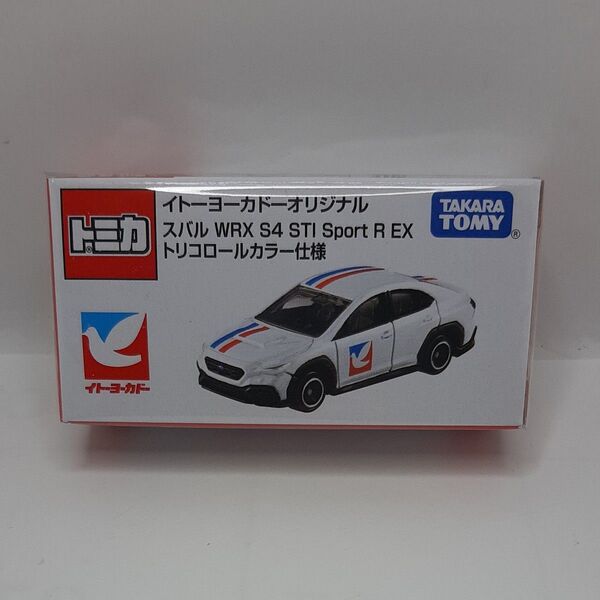 トミカ
イトーヨーカドーオリジナル
スバル WRX S4 STI Sport R EX
トリコロールカラー仕様
TAKARA
TOMY®
イトーヨーカドー